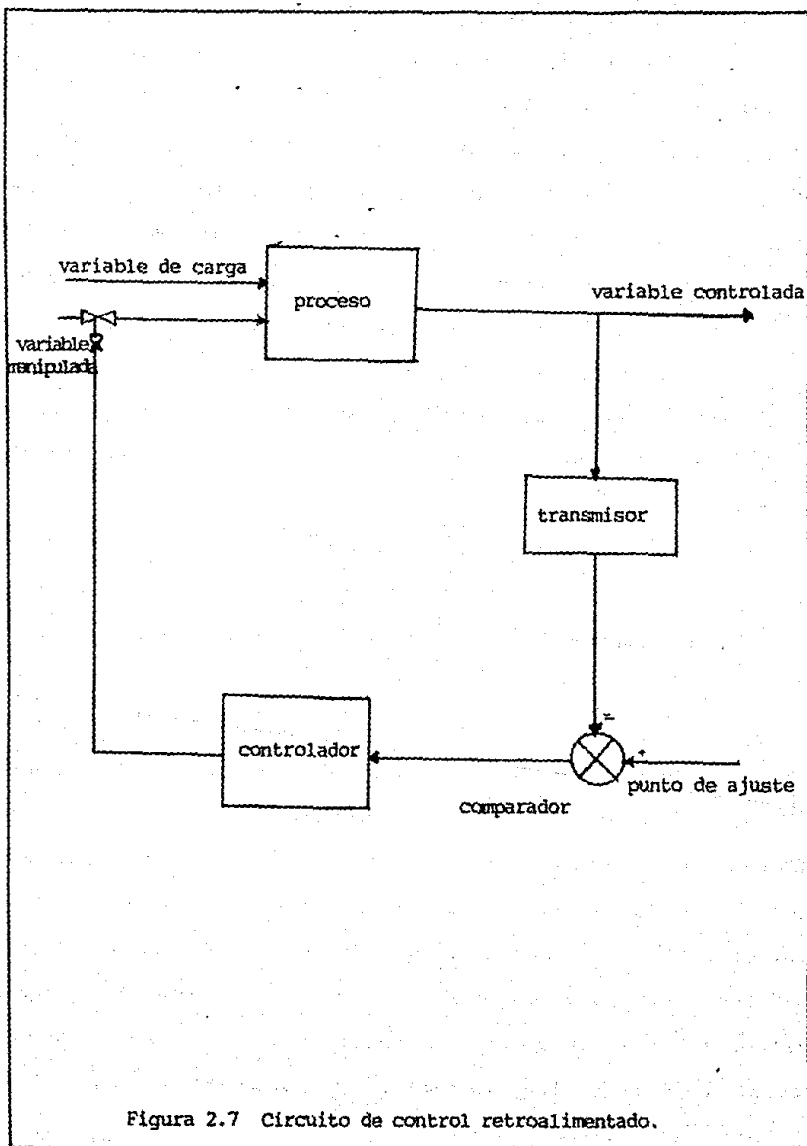 variable de carga
proceso
variable controlada
variable
manipulada
transmisor
-
controlador
+
punto de ajuste
comparador
Figura 2.7 Circuito de control retroalimentado.